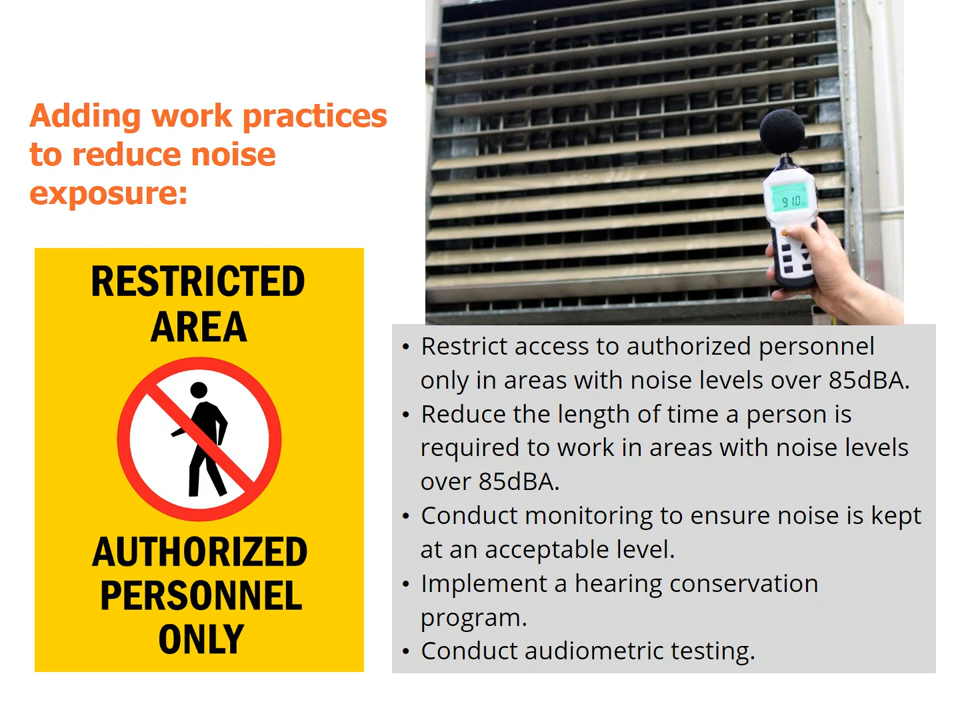 Adding work practices
to reduce noise
exposure:
RESTRICTED
AREA
AUTHORIZED
PERSONNEL
ONLY
91.0
• Restrict access to authorized personnel
only in areas with noise levels over 85dBA.
• Reduce the length of time a person is
required to work in areas with noise levels
over 85dBA.
• Conduct monitoring to ensure noise is kept
at an acceptable level.
• Implement a hearing conservation
program.
• Conduct audiometric testing.